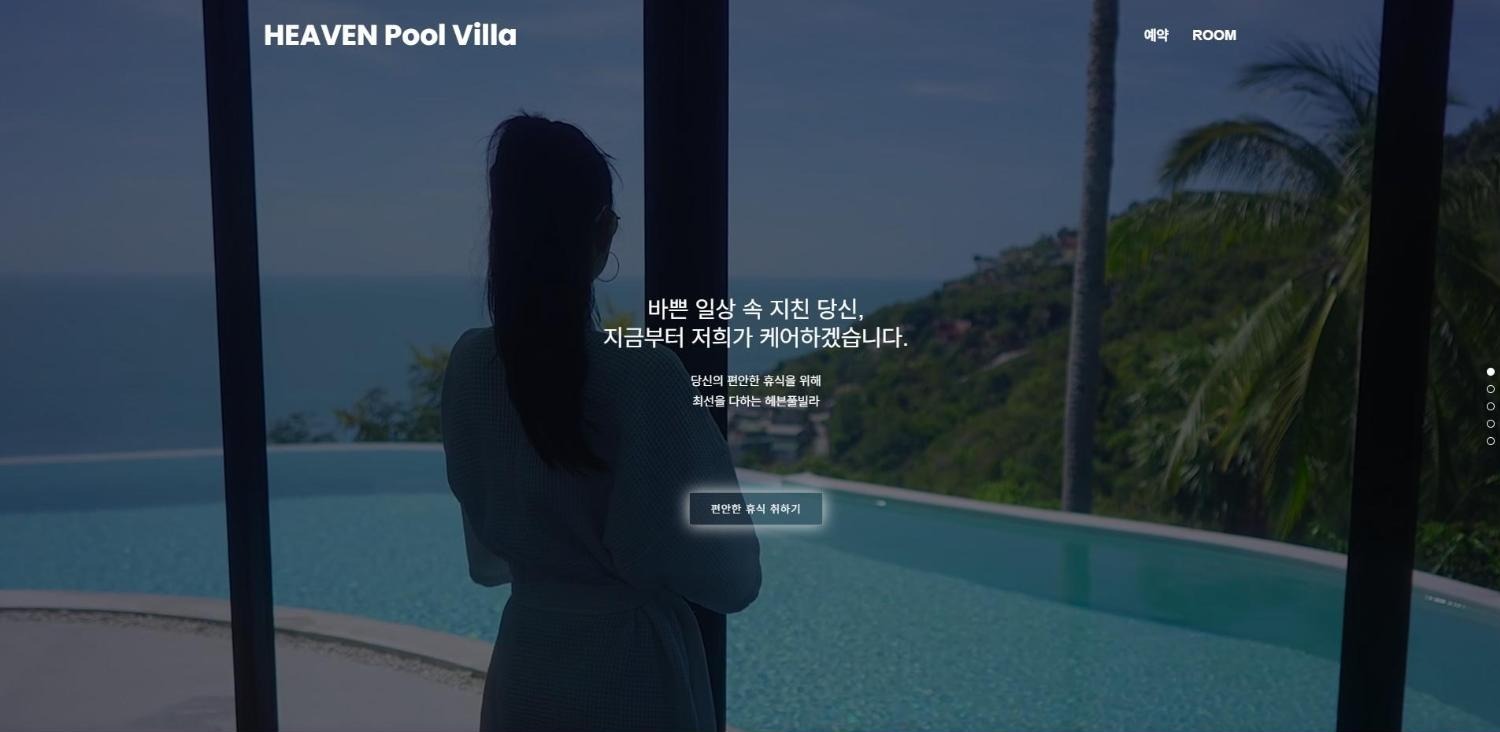 HEAVEN Pool Villa
예약 ROOM
바쁜 일상 속 지친 당신,
지금부터 저희가 케어하겠습니다.
당신의 편안한 휴식을 위해
최선을 다하는 헤븐풀빌라
편안한 휴식 취하기